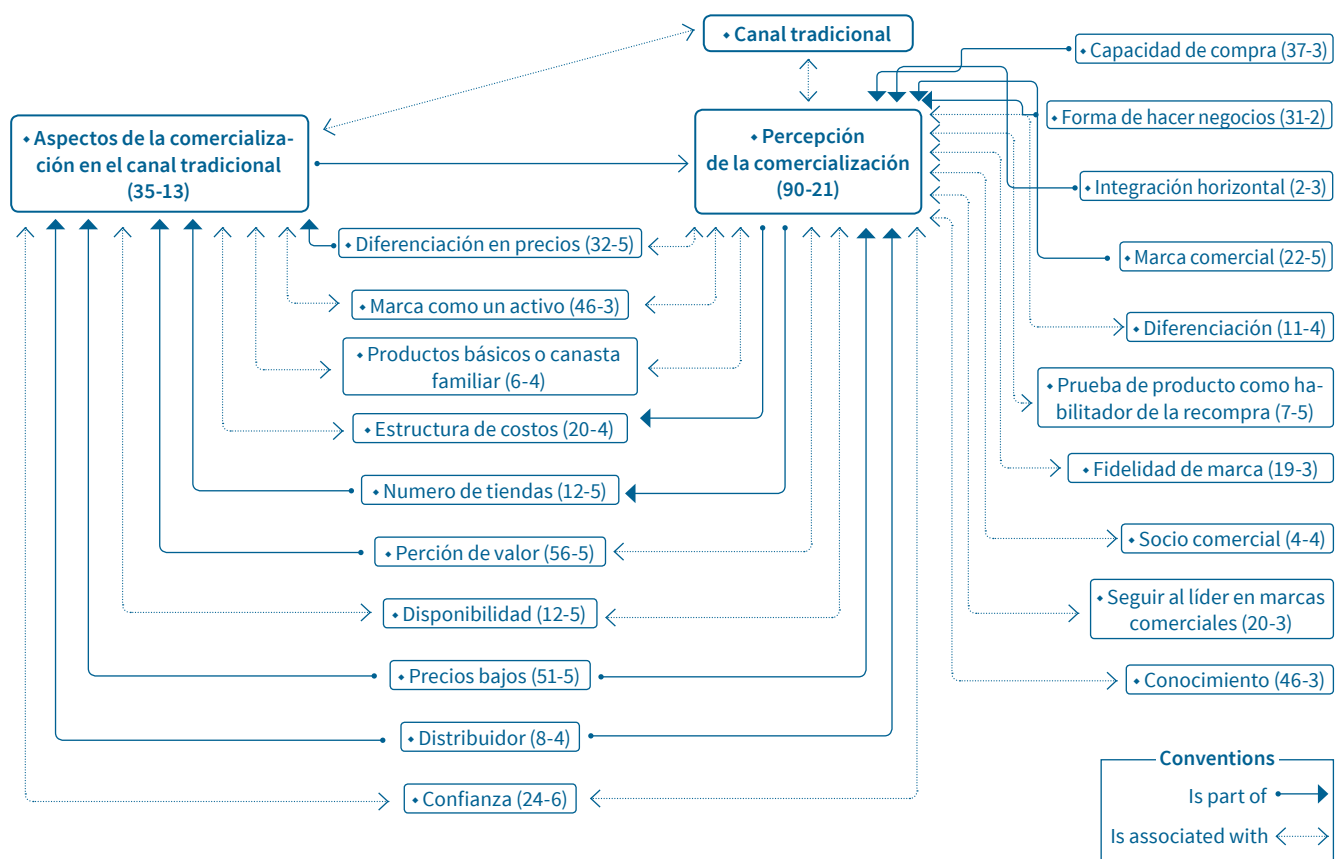 ⬩ Canal tradicional
⬩ Capacidad de compra (37-3)
⬩ Aspectos de la comercializa-
ción en el canal tradicional
(35-13)
⬩ Percepción
de la comercialización
(90-21)
⬩ Forma de hacer negocios (31-2)
⬩ Integración horizontal (2-3)
⬩ Diferenciación en precios (32-5)
⬩ Marca comercial (22-5)
⬩ Marca como un activo (46-3)
⬩ Diferenciación (11-4)
⬩ Productos básicos o canasta
familiar (6-4)
⬩ Prueba de producto como ha-
bilitador de la recompra (7-5)
⬩ Estructura de costos (20-4)
⬩ Fidelidad de marca (19-3)
⬩ Numero de tiendas (12-5)
⬩ Perción de valor (56-5)
⬩ Socio comercial (4-4)
⬩ Disponibilidad (12-5)
⬩ Seguir al líder en marcas
comerciales (20-3)
⬩ Precios bajos (51-5)
⬩ Conocimiento (46-3)
⬩ Distribuidor (8-4)
⬩ Confianza (24-6)
Conventions
Is part of
Is associated with